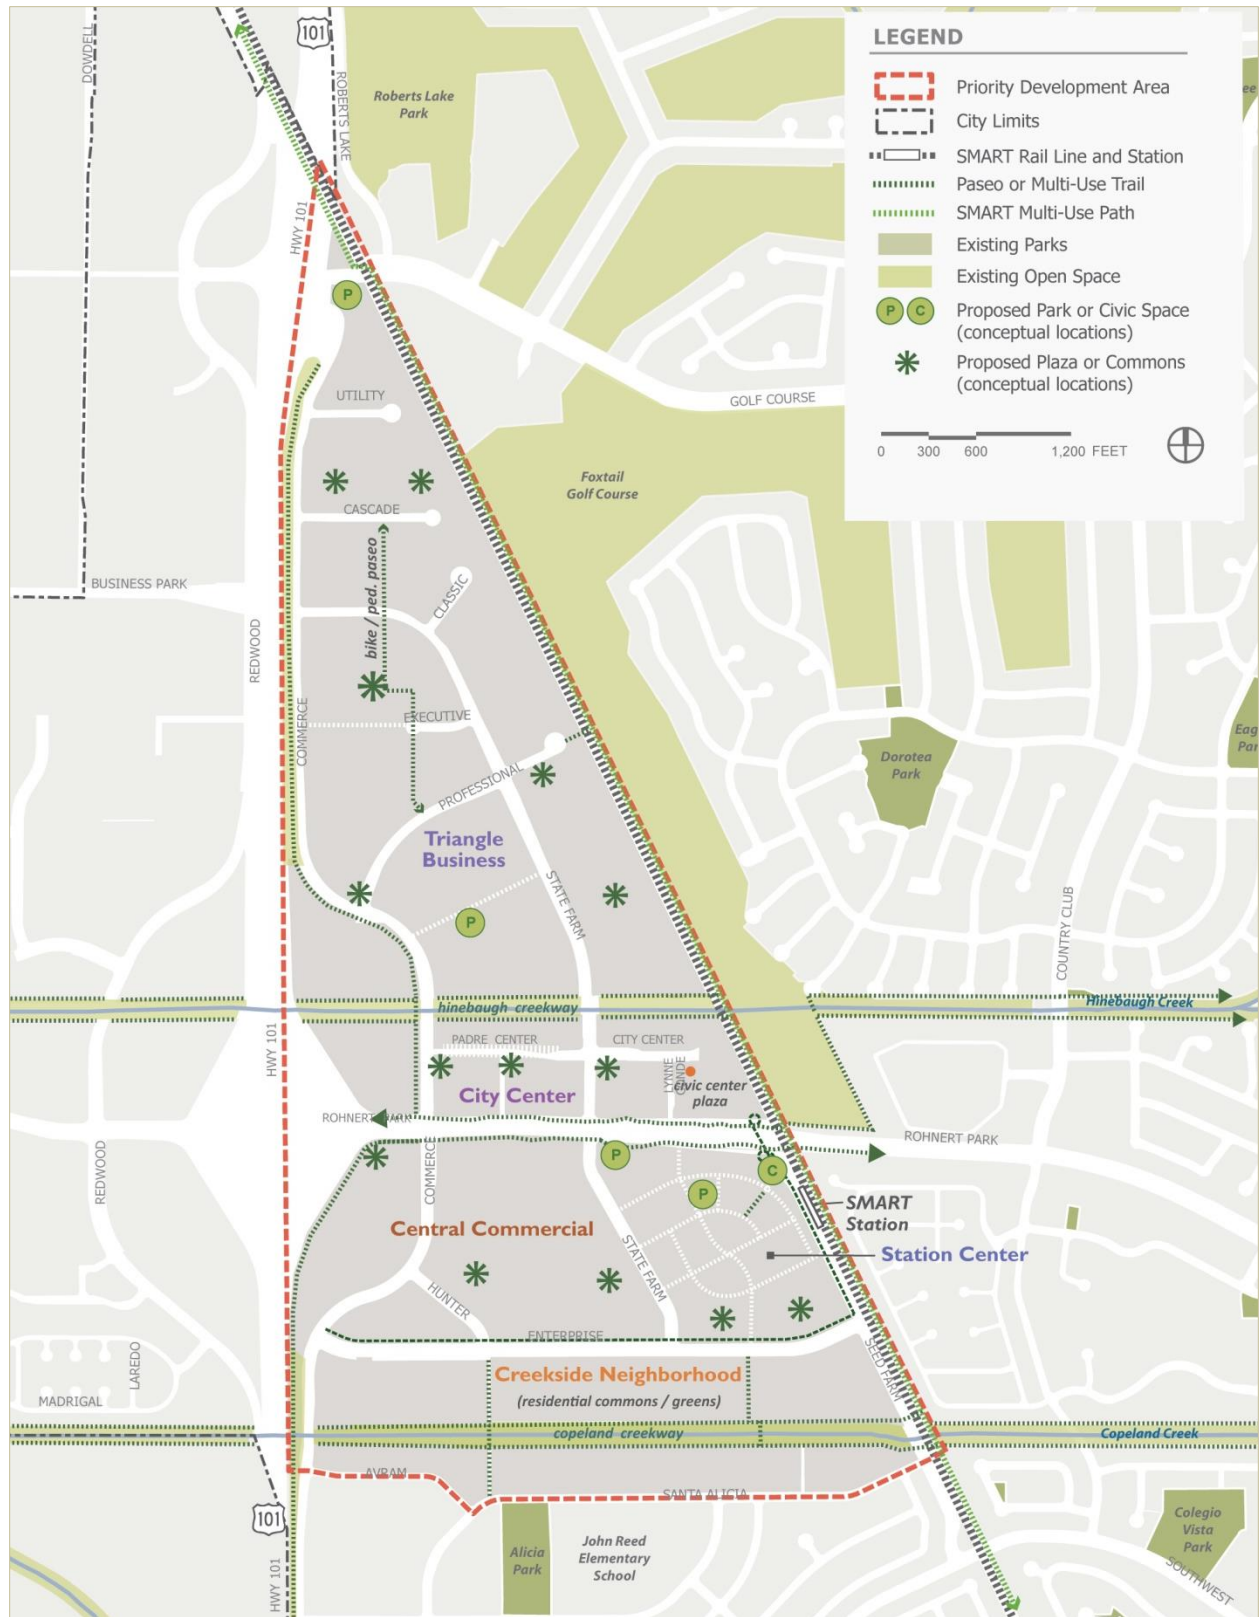 LEGEND
Priority Development Area
City Limits
SMART Rail Line and Station
Paseo or Multi-Use Trail
SMART Multi-Use Path
Existing Parks
Existing Open Space
P
C
Proposed Park or Civic Space
(conceptual locations)
Proposed Plaza or Commons
(conceptual locations)
0 300 600 1,200 FEET
DOWDELL
101
ROBERTS LAKE
Roberts Lake
Park
HWY 101
P
UTILITY
GOLF COURSE
Foxtail
Golf Course
CASCADE
BUSINESS PARK
CLASSIC
bike / ped. paseo
REDWOOD
COMMERCE
EXECUTIVE
Dorotea
Park
PROFESSIONAL
Triangle
Business
STATE FARM
P
COUNTRY CLUB
hinebaugh creekway
Hinebaugh Creek
HWY 101
PADRE CENTER
CITY CENTER
LYNNE
CONDE
civic center
plaza
City Center
ROHNERT PARK
ROHNERT PARK
REDWOOD
COMMERCE
P
C
P
SMART
Station
Central Commercial
Station Center
STATE FARM
HUNTER
ENTERPRISE
SEED FARM
LAREDO
MADRIGAL
Creekside Neighborhood
(residential commons / greens)
copeland creekway
Copeland Creek
AVRAM
SANTA ALICIA
101
HWY 101
Alicia
Park
John Reed
Elementary
School
Colegio
Vista
Park
SOUTHWEST